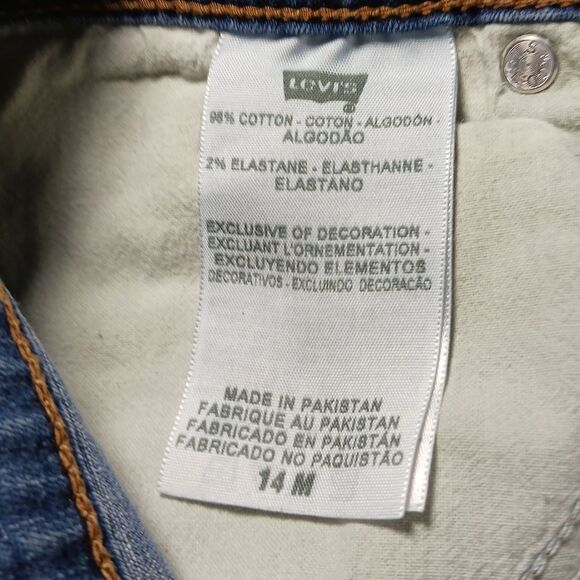 LEVI'S
98% COTTON - COTON - ALGODÓN -
ALGODÃO
2% ELASTANE - ELASTHANNE -
ELASTANO
EXCLUSIVE OF DECORATION -
EXCLUANT L'ORNEMENTATION -
EXCLUYENDO ELEMENTOS
DECORATIVOS - EXCLUINDO DECORAÇÃO
MADE IN PAKISTAN
FABRIQUE AU PAKISTAN
FABRICADO EN PAKISTÁN
FABRICADO NO PAQUISTÃO
14 M